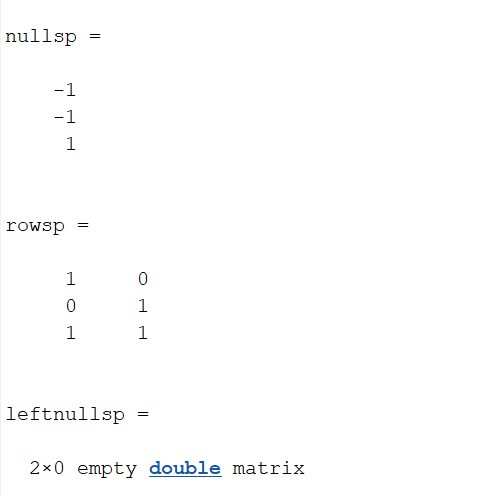 nullsp =
-1
-1
1
rowsp =
1 0
0 1
1 1
leftnullsp =
2×0 empty double matrix